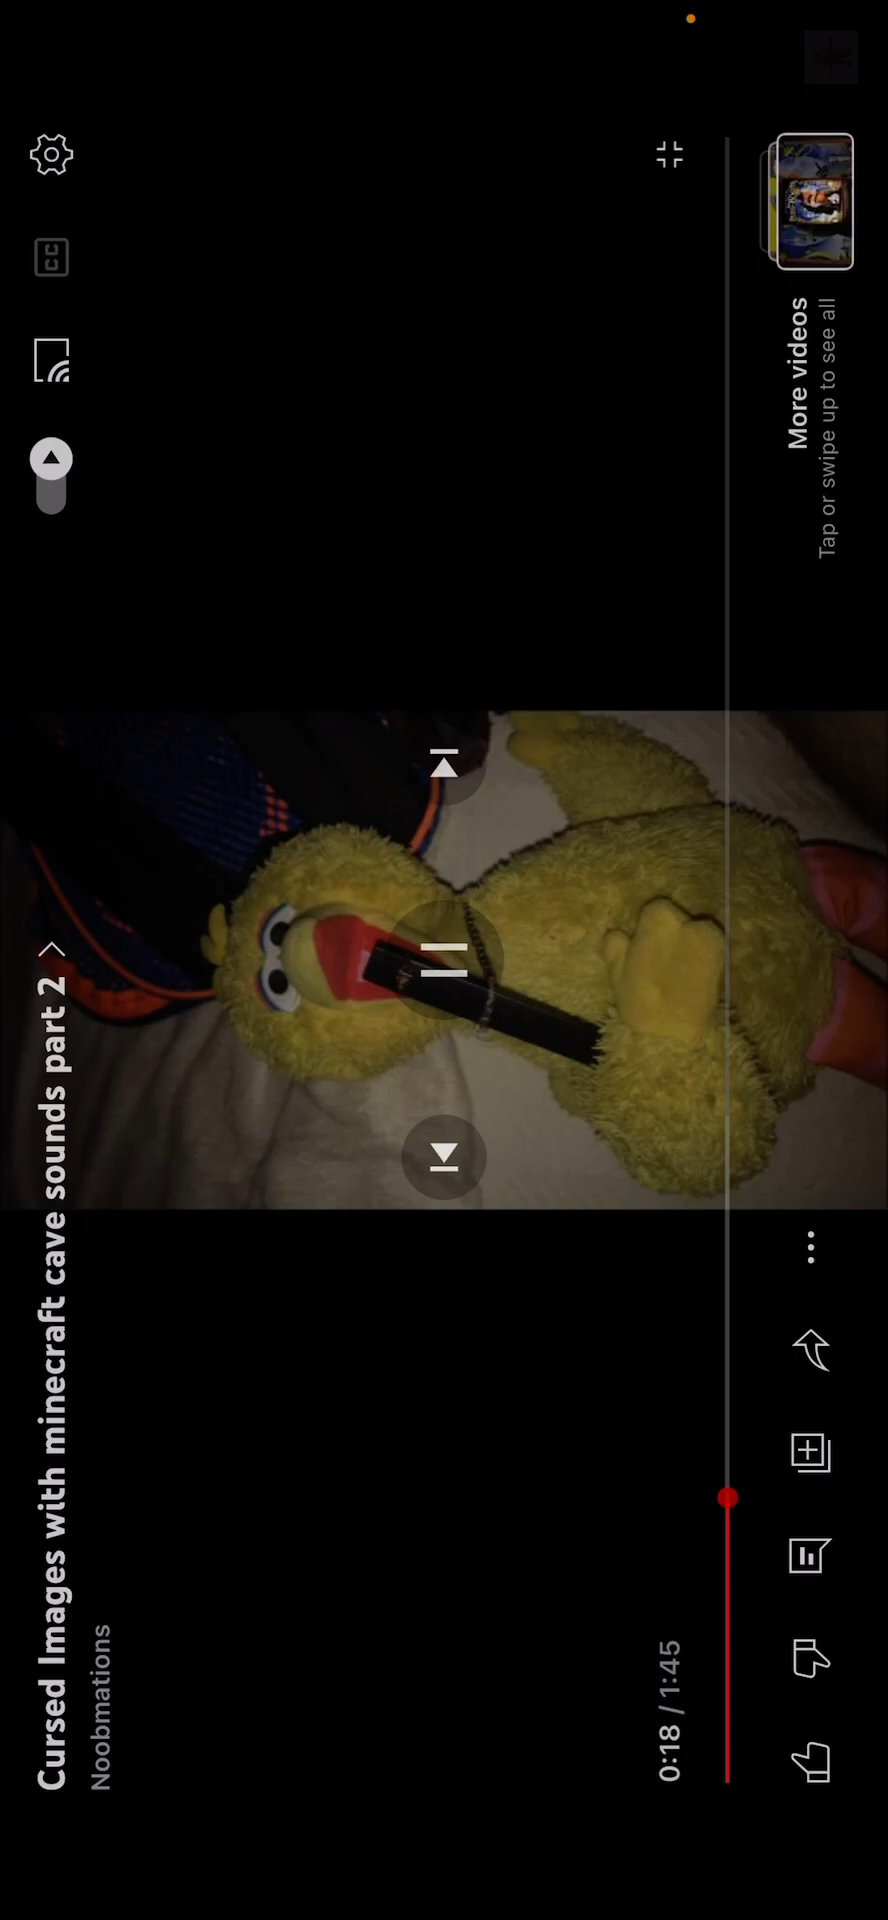 Cursed Images with minecraft cave sounds part 2
Noobmations
CC
0:18 / 1:45
More videos
Tap or swipe up to see all